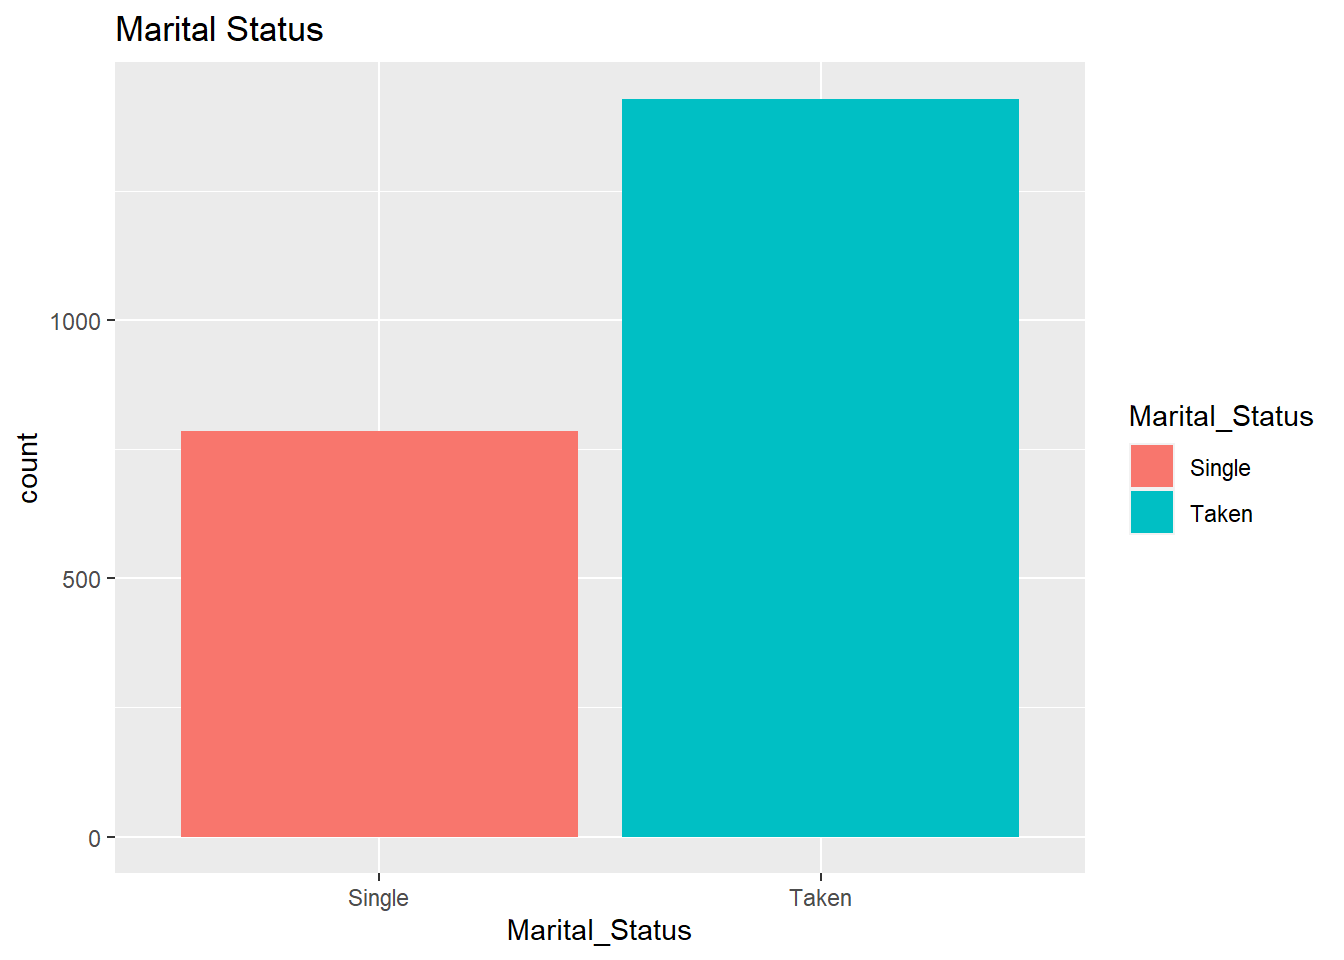 Marital Status
count
1000
500
0
Single
Taken
Marital_Status
Marital_Status
Single
Taken